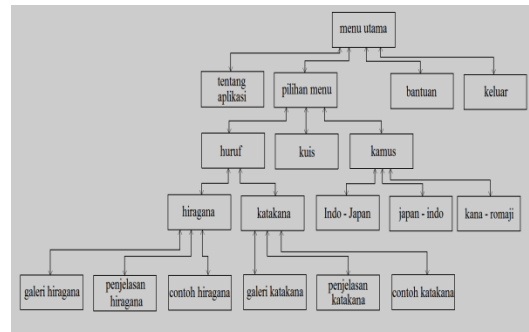 menu utama
tentang
aplikasi
pilihan menu
bantuan
keluar
huruf
kuis
kamus
hiragana
katakana
Indo - Japan
japan - indo
kana - romaji
galeri hiragana
penjelasan
hiragana
contoh hiragana
galeri katakana
penjelasan
katakana
contoh katakana